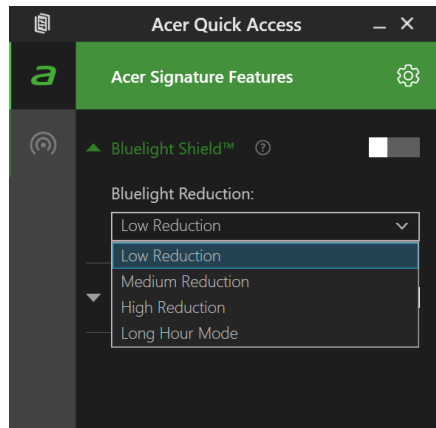 Acer Quick Access
a
Acer Signature Features
Bluelight Shield™ ?
Bluelight Reduction:
Low Reduction
Low Reduction
Medium Reduction
High Reduction
Long Hour Mode